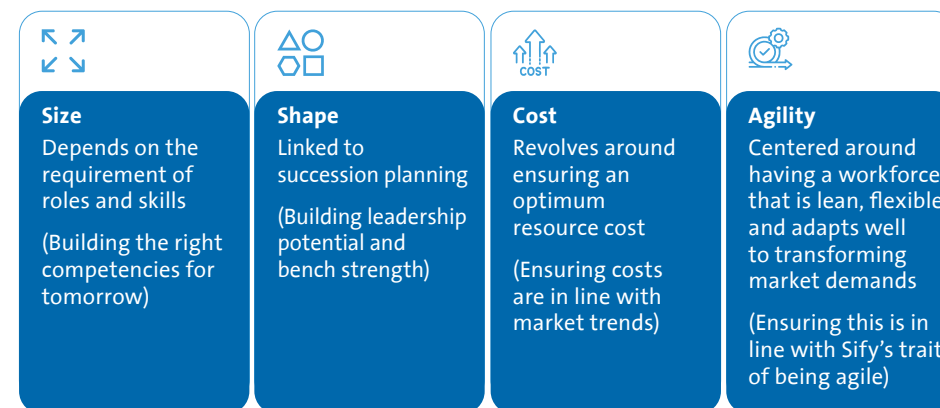 COST
Size
Depends on the
requirement of
roles and skills
(Building the right
competencies for
tomorrow)
Shape
Linked to
succession planning
(Building leadership
potential and
bench strength)
Cost
Revolves around
ensuring an
optimum
resource cost
(Ensuring costs
are in line with
market trends)
Agility
Centered around
having a workforce
that is lean, flexible
and adapts well
to transforming
market demands
(Ensuring this is in
line with Sify's trait
of being agile)